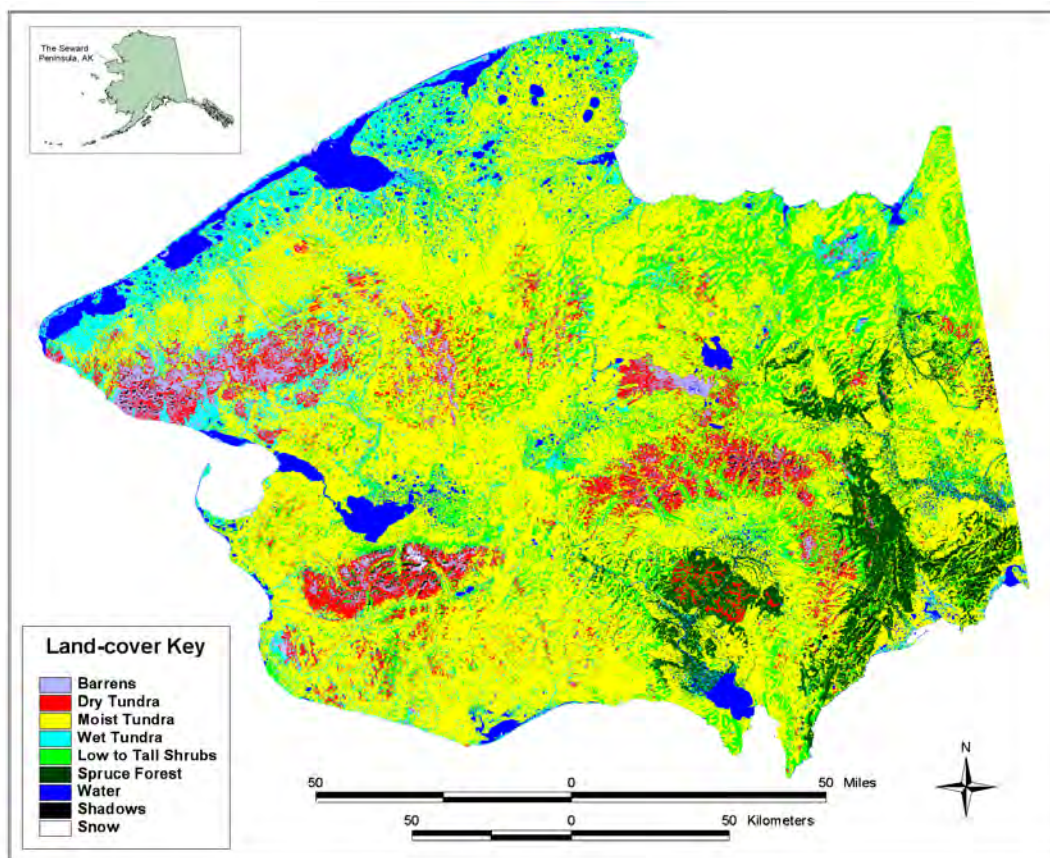 The Seward
Peninsula, AK
Land-cover Key
Barrens
Dry Tundra
Moist Tundra
Wet Tundra
Low to Tall Shrubs
Spruce Forest
Water
Shadows
Snow
50 0 50 Miles
50 0 50 Kilometers
N